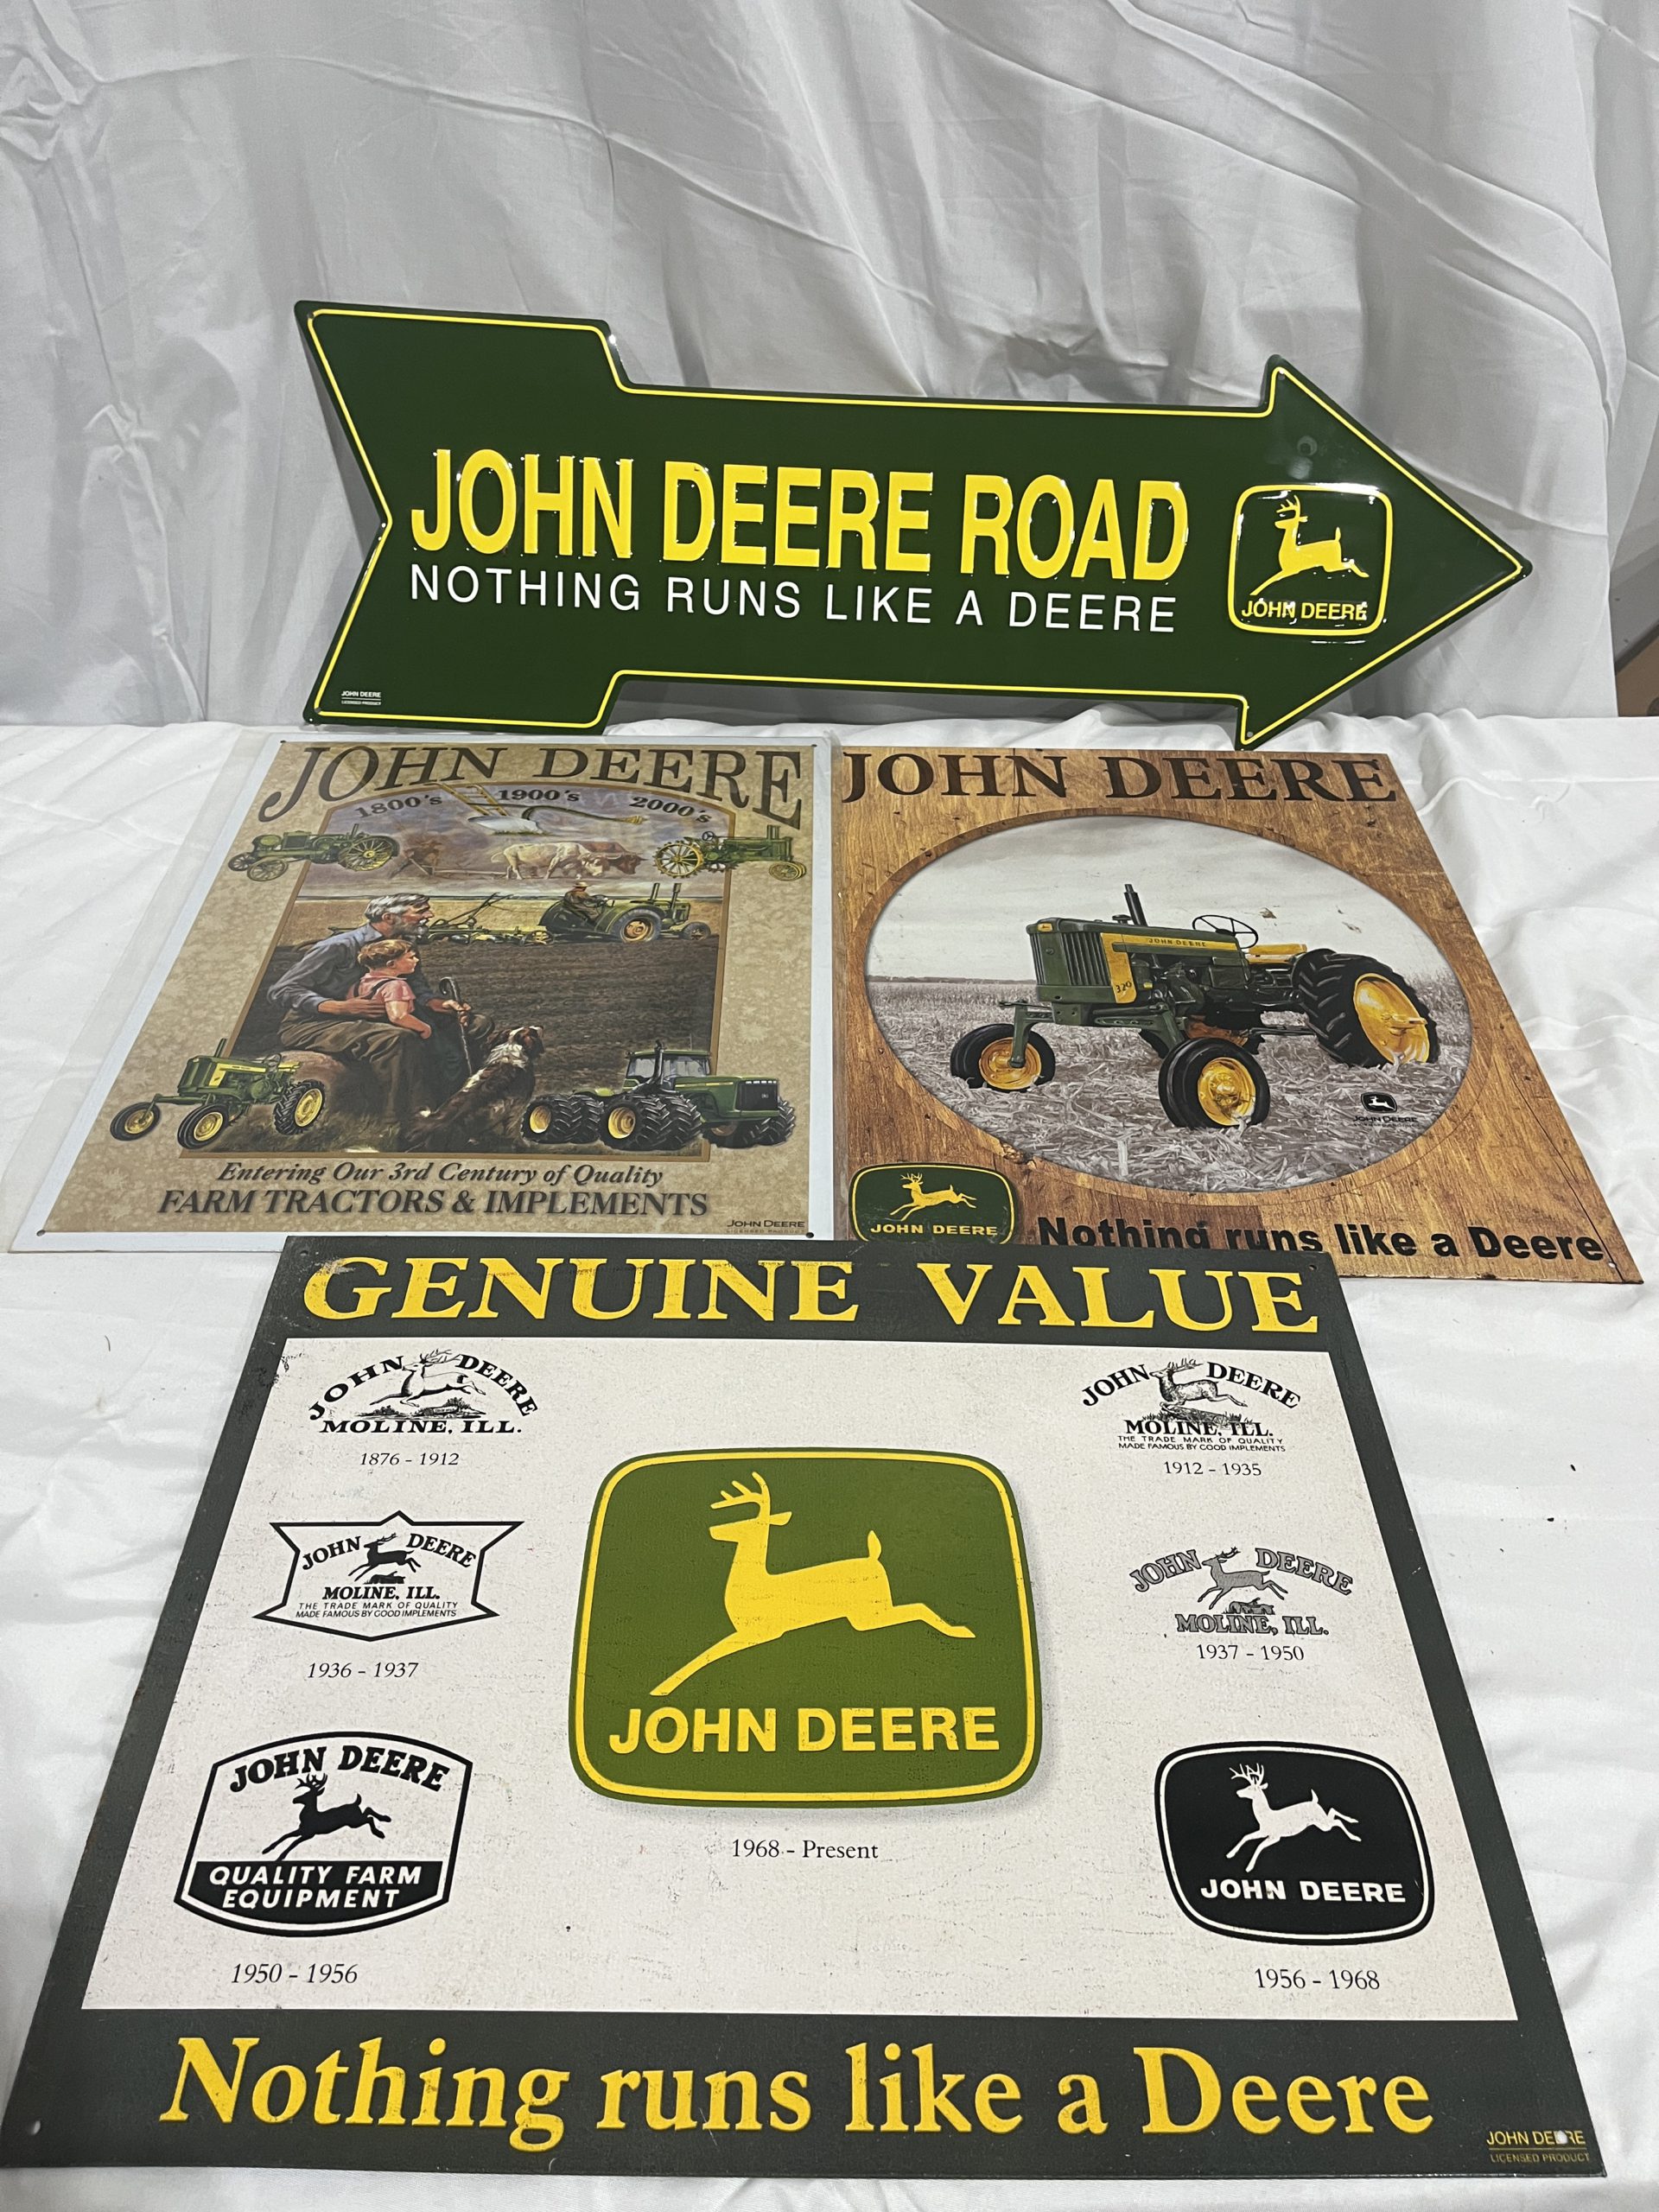 JOHN DEERE ROAD
NOTHING RUNS LIKE A DEERE
JOHN DEERE
JOHN DEERE
LICENSED PRODUCT
JOHN DEERE
1800's 1900's 2000's
Entering Our 3rd Century of Quality
FARM TRACTORS & IMPLEMENTS
JOHN DEERE
LICENSED PRODUCT
JOHN DEERE
JOHN DEERE
320
JOHN DEERE
JOHN DEERE
Nothing runs like a Deere
GENUINE VALUE
JOHN DEERE
MOLINE, ILL.
1876 - 1912
JOHN DEERE
MOLINE, ILL.
THE TRADE MARK OF QUALITY
MADE FAMOUS BY GOOD IMPLEMENTS
1912 - 1935
JOHN DEERE
MOLINE, ILL.
THE TRADE MARK OF QUALITY
MADE FAMOUS BY GOOD IMPLEMENTS
1936 - 1937
JOHN DEERE
MOLINE, ILL.
1937 - 1950
JOHN DEERE
1968 - Present
JOHN DEERE
QUALITY FARM
EQUIPMENT
1950 - 1956
JOHN DEERE
1956 - 1968
Nothing runs like a Deere
JOHN DEERE
LICENSED PRODUCT